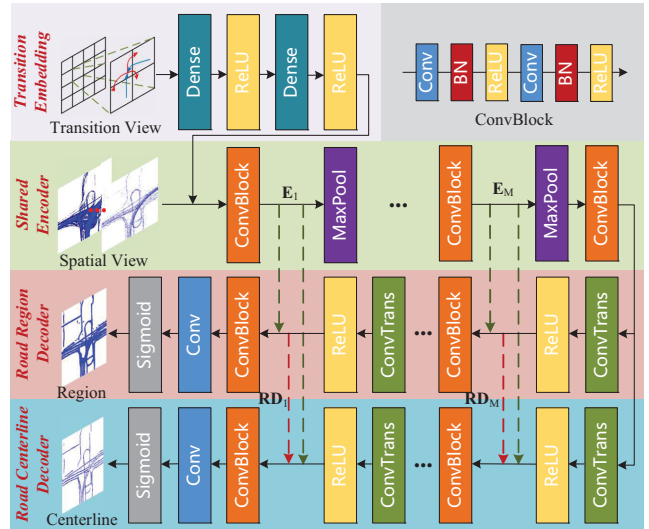 Transition
Embedding
Transition View
Dense
ReLU
Dense
ReLU
Conv
BN
ReLU
Conv
BN
ReLU
ConvBlock
Shared
Encoder
Spatial View
ConvBlock
E1
MaxPool
...
ConvBlock
EM
MaxPool
ConvBlock
Road Region
Decoder
Region
Sigmoid
Conv
ConvBlock
ReLU
ConvTrans
...
ConvBlock
ReLU
ConvTrans
RD1
RDM
Road Centerline
Decoder
Centerline
Sigmoid
Conv
ConvBlock
ReLU
ConvTrans
...
ConvBlock
ReLU
ConvTrans